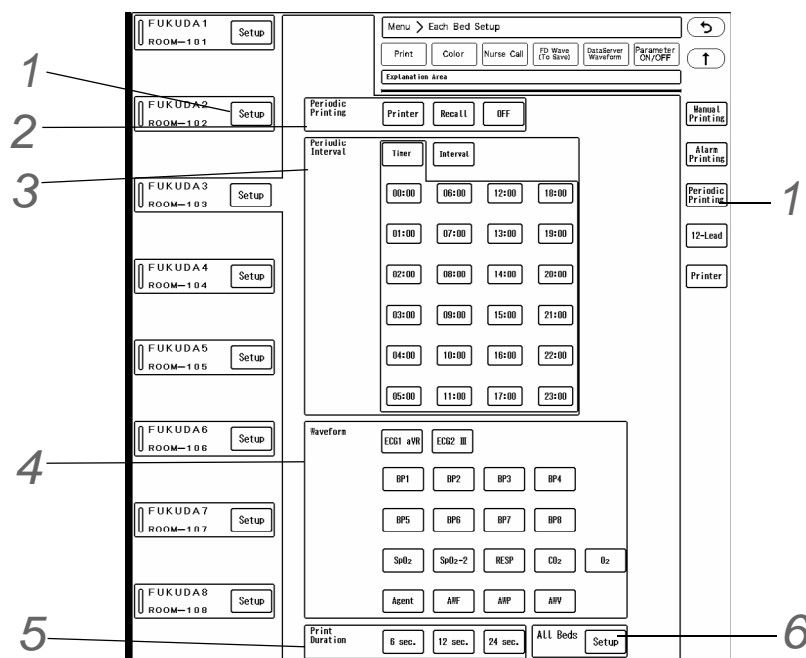 FUKUDA1
ROOM-101
Setup
Menu > Each Bed Setup
Print
Color
Nurse Call
FD Wave
(To Save)
DataServer
Waveform
Parameter
ON/OFF
Explanation Area
1
FUKUDA2
ROOM-102
Setup
2
Periodic
Printing
Printer
Recall
OFF
Manual
Printing
3
Periodic
Interval
Timer
Interval
Alarm
Printing
FUKUDA3
ROOM-103
Setup
00:00
06:00
12:00
18:00
Periodic
Printing
1
01:00
07:00
13:00
19:00
12-Lead
FUKUDA4
ROOM-104
Setup
02:00
08:00
14:00
20:00
Printer
03:00
09:00
15:00
21:00
FUKUDA5
ROOM-105
Setup
04:00
10:00
16:00
22:00
05:00
11:00
17:00
23:00
FUKUDA6
ROOM-106
Setup
4
Waveform
ECG1 aVR
ECG2 III
BP1
BP2
BP3
BP4
FUKUDA7
ROOM-107
Setup
BP5
BP6
BP7
BP8
SpO₂
SpO₂-2
RESP
CO₂
O₂
FUKUDA8
ROOM-108
Setup
Agent
AWF
AWP
AWV
5
Print
Duration
6 sec.
12 sec.
24 sec.
All Beds
Setup
6